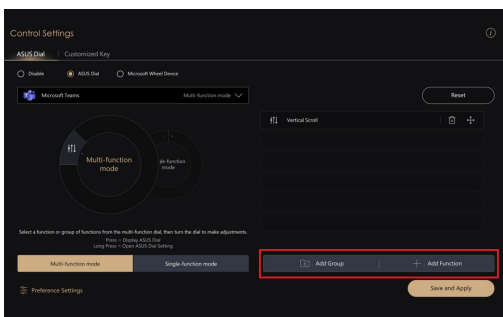 Control Settings
ASUS Dial
Customized Key
Disable
ASUS Dial
Microsoft Wheel Device
Microsoft Teams
Multi-function mode
Reset
Vertical Scroll
Multi-function
mode
gle-function
mode
Select a function or group of functions from the multi-function dial, then turn the dial to make adjustments.
Press = Display ASUS Dial
Long Press = Open ASUS Dial Setting
Multi-function mode
Single-function mode
Add Group
Add Function
Preference Settings
Save and Apply